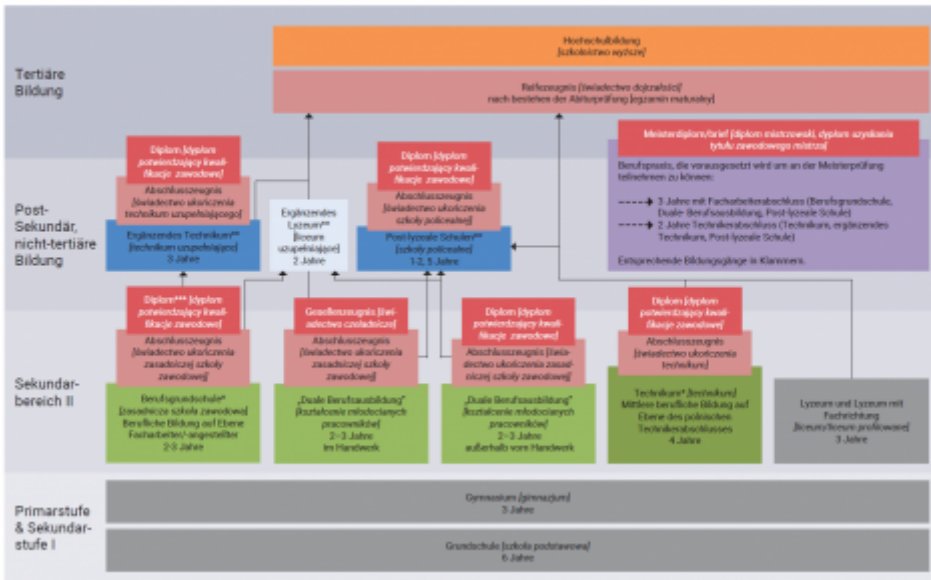 Hochschulbildung
[szkolnictwo wyższe]
Tertiäre
Bildung
Reifezeugnis [świadectwo dojrzałości]
nach bestehen der Abiturprüfung [egzamin maturalny]
Diplom [dyplom
potwierdzający kwali-
fikacje zawodowe]
Abschlusszeugnis
[świadectwo ukończenia
technikum uzupełniającego]
Ergänzendes Technikum**
[technikum uzupełniające]
3 Jahre
Ergänzendes
Lyzeum**
[liceum
uzupełniające]
2 Jahre
Diplom [dyplom
potwierdzający kwali-
fikacje zawodowe]
Abschlusszeugnis
[świadectwo ukończenia
szkoły policealnej]
Post-lyzeale Schulen**
[szkoły policealne]
1-2, 5 Jahre
Meisterdiplom/brief [diplom mistrzowski, dyplom uzyskania
tytułu zawodowego mistrza]
Berufspraxis, die vorausgesetzt wird um an der Meisterprüfung
teilnehmen zu können:
3 Jahre mit Facharbeiterabschluss (Berufsgrundschule,
Duale- Berufsausbildung, Post-lyzeale Schule)
2 Jahre Technikerabschluss (Technikum, ergänzendes
Technikum, Post-lyzeale Schule)
Entsprechende Bildungsgänge in Klammern.
Post-
Sekundär,
nicht-tertiäre
Bildung
Diplom*** [dyplom
potwierdzający kwali-
fikacje zawodowe]
Abschlusszeugnis
[świadectwo ukończenia
zasadniczej szkoły
zawodowej]
Berufsgrundschule*
[zasadnicza szkoła zawodowa]
Berufliche Bildung auf Ebene
Facharbeiter/-angestellter
2-3 Jahre
Gesellenzeugnis [świ-
adectwo czeladnicze]
Abschlusszeugnis
[świadectwo ukończenia
zasadniczej szkoły
zawodowej]
„Duale Berufsausbildung"
[kształcenie młodocianych
pracowników]
2–3 Jahre
im Handwerk
Diplom [dyplom
potwierdzający kwali-
fikacje zawodowe]
Abschlusszeugnis [świa-
dectwo ukończenia zasad-
niczej szkoły zawodowej]
„Duale Berufsausbildung"
[kształcenie młodocianych
pracowników]
2–3 Jahre
außerhalb vom Handwerk
Diplom [dyplom
potwierdzający kwali-
fikacje zawodowe]
Abschlusszeugnis
[świadectwo ukończenia
technikum]
Technikum* [technikum]
Mittlere berufliche Bildung auf
Ebene des polnischen
Technikerabschlusses
4 Jahre
Lyzeum und Lyzeum mit
Fachrichtung
[liceum/liceum profilowane]
3 Jahre
Sekundar-
bereich II
Gymnasium [gimnazjum]
3 Jahre
Primarstufe
& Sekundar-
stufe I
Grundschule [szkoła podstawowa]
6 Jahre